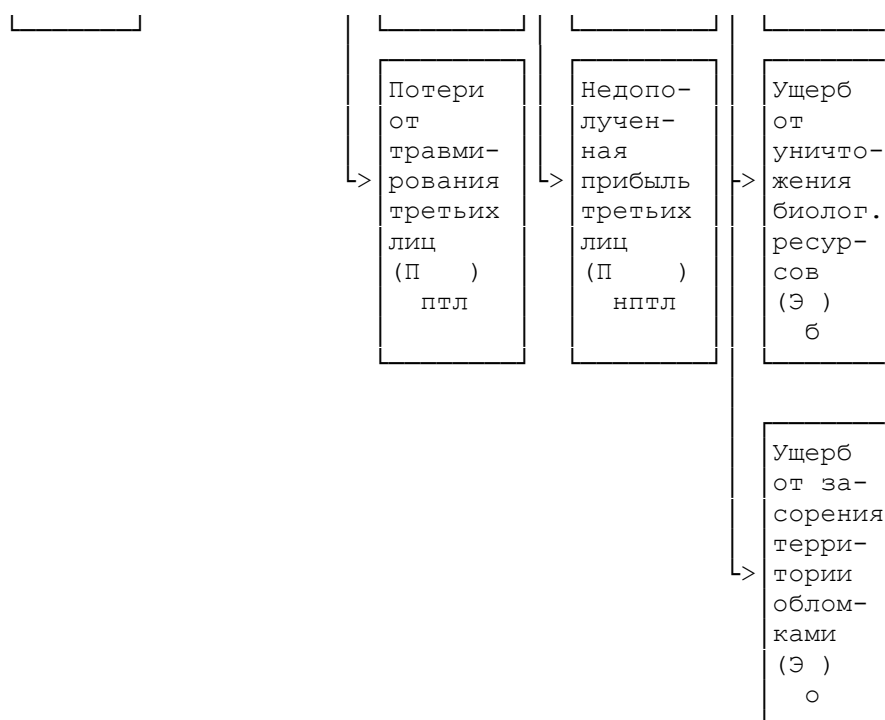 Потери
от
травми-
рования
третьих
лиц
(П   )
птл
Недопо-
лучен-
ная
прибыль
третьих
лиц
(П     )
нптл
Ущерб
от
уничто-
жения
биолог.
ресур-
сов
(Э )
б
Ущерб
от за-
сорения
терри-
тории
облом-
ками
(Э )
о